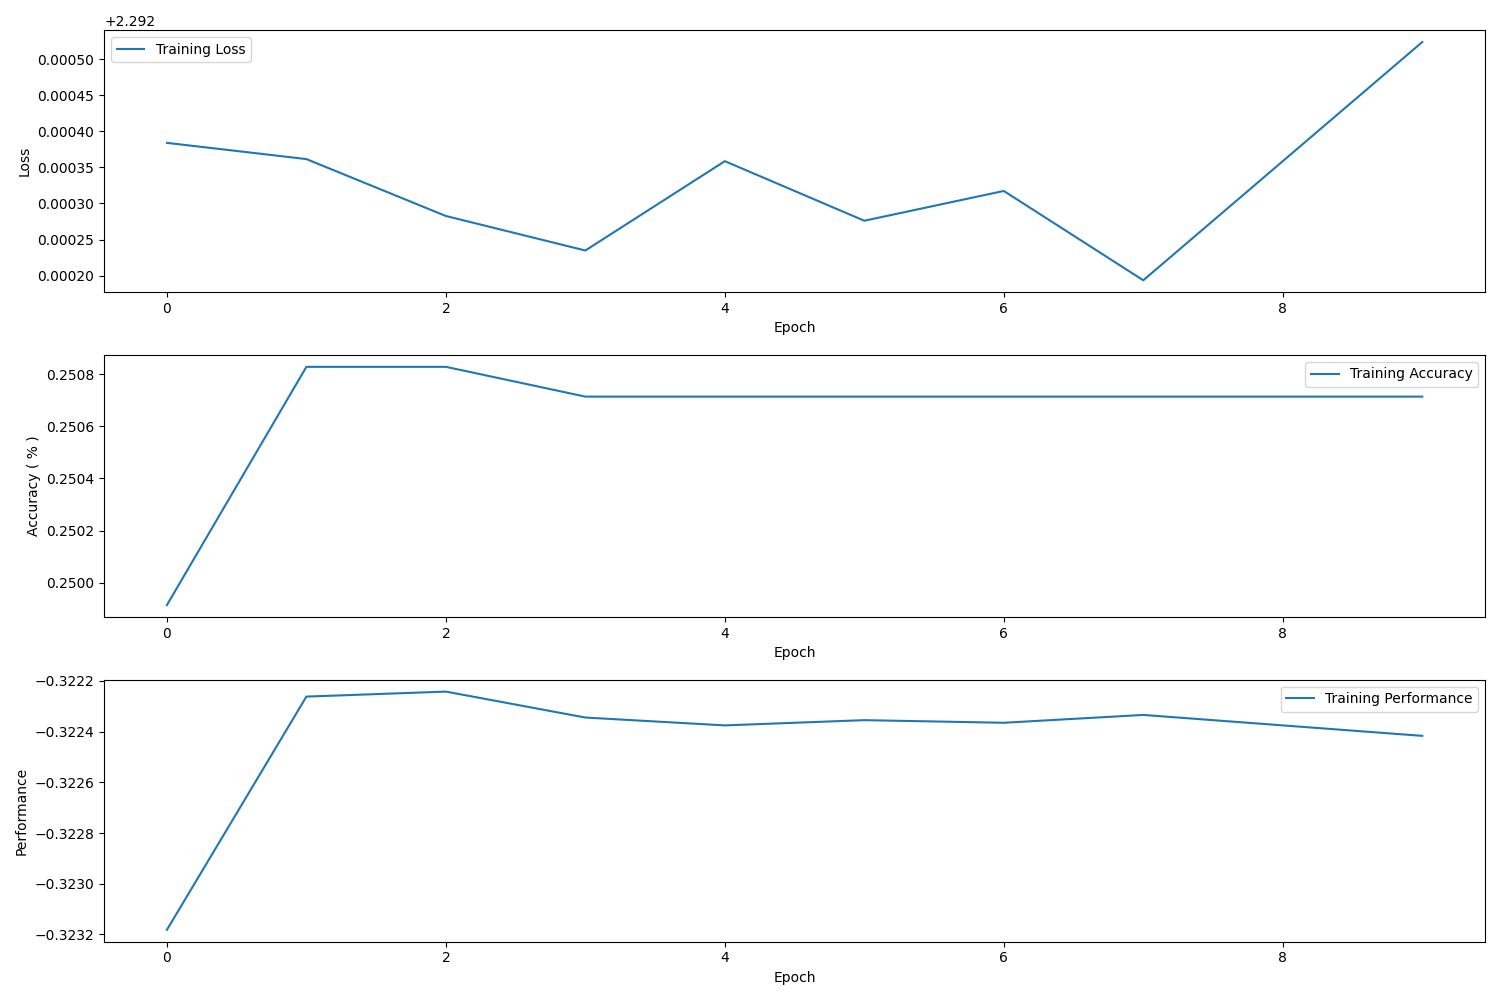 +2.292
Training Loss
0.00050
0.00045
0.00040
0.00035
0.00030
0.00025
0.00020
Loss
0 2 4 6 8
Epoch
Training Accuracy
0.2508
0.2506
0.2504
0.2502
0.2500
Accuracy ( % )
0 2 4 6 8
Epoch
Training Performance
−0.3222
−0.3224
−0.3226
−0.3228
−0.3230
−0.3232
Performance
0 2 4 6 8
Epoch